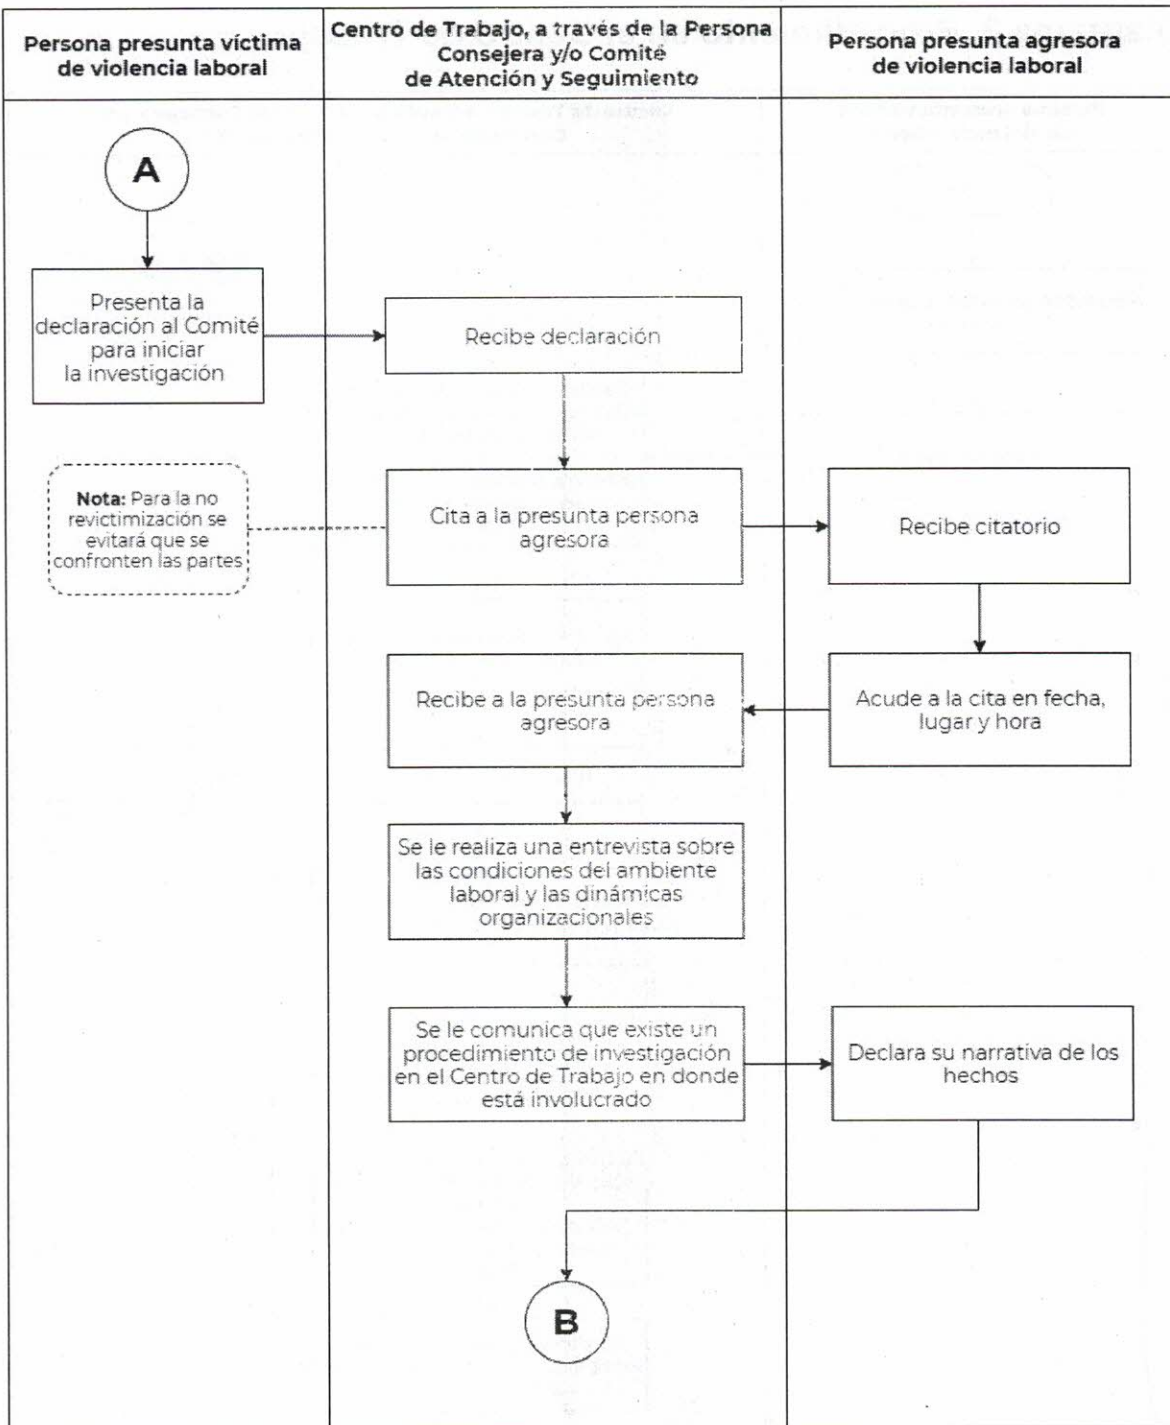 Persona presunta víctima
de violencia laboral
Centro de Trabajo, a través de la Persona
Consejera y/o Comité
de Atención y Seguimiento
Persona presunta agresora
de violencia laboral
A
Presenta la
declaración al Comité
para iniciar
la investigación
Recibe declaración
Nota: Para la no
revictimización se
evitará que se
confronten las partes
Cita a la presunta persona
agresora
Recibe citatorio
Recibe a la presunta persona
agresora
Acude a la cita en fecha,
lugar y hora
Se le realiza una entrevista sobre
las condiciones del ambiente
laboral y las dinámicas
organizacionales
Se le comunica que existe un
procedimiento de investigación
en el Centro de Trabajo en donde
está involucrado
Declara su narrativa de los
hechos
B